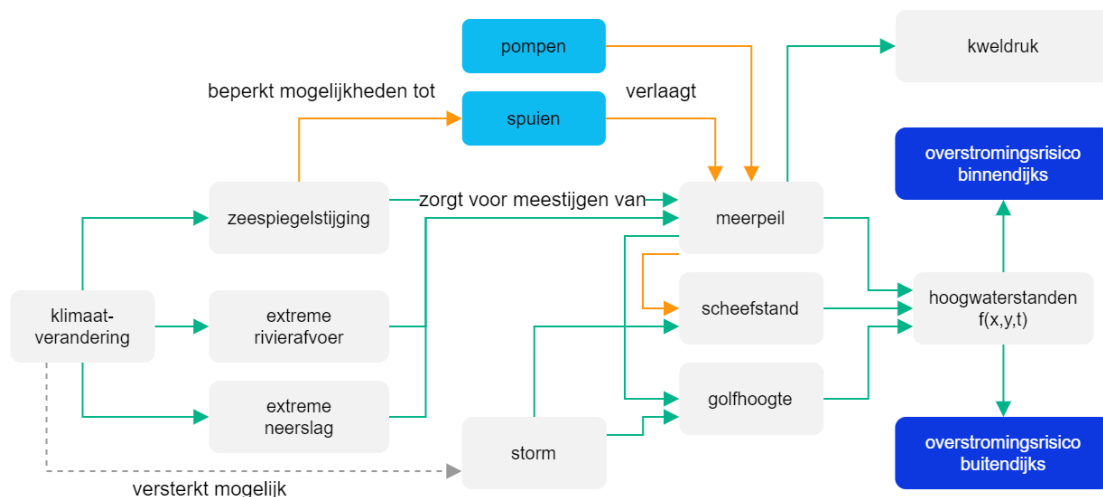 pompen
kweldruk
beperkt mogelijkheden tot
verlaagt
spuien
overstromingsrisico
binnendijks
zeespiegelstijging
zorgt voor meestijgen van
meerpeil
klimaat-
verandering
extreme
rivierafvoer
scheefstand
hoogwaterstanden
f(x,y,t)
extreme
neerslag
golfhoogte
storm
overstromingsrisico
buitendijks
versterkt mogelijk